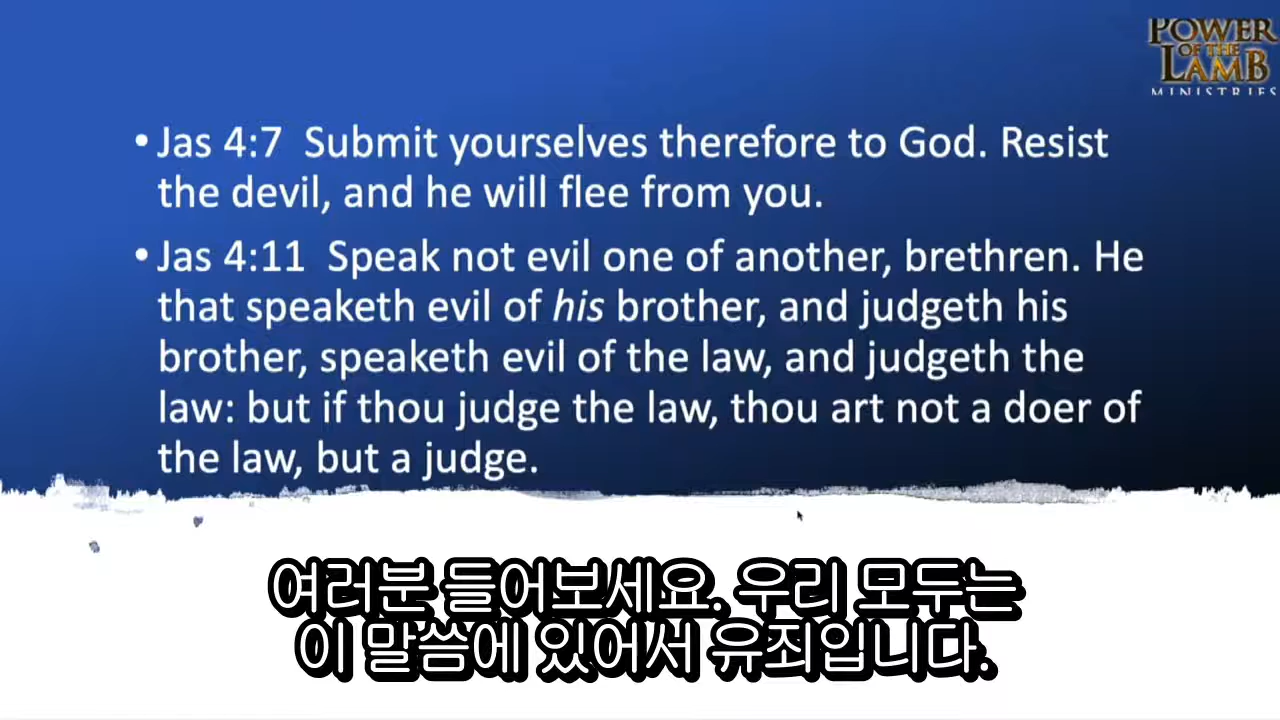 POWER
OF THE
LAMB
MINISTRIES
• Jas 4:7 Submit yourselves therefore to God. Resist
the devil, and he will flee from you.
• Jas 4:11 Speak not evil one of another, brethren. He
that speaketh evil of his brother, and judgeth his
brother, speaketh evil of the law, and judgeth the
law: but if thou judge the law, thou art not a doer of
the law, but a judge.
여러분 들어보세요. 우리 모두는
이 말씀에 있어서 유죄입니다.